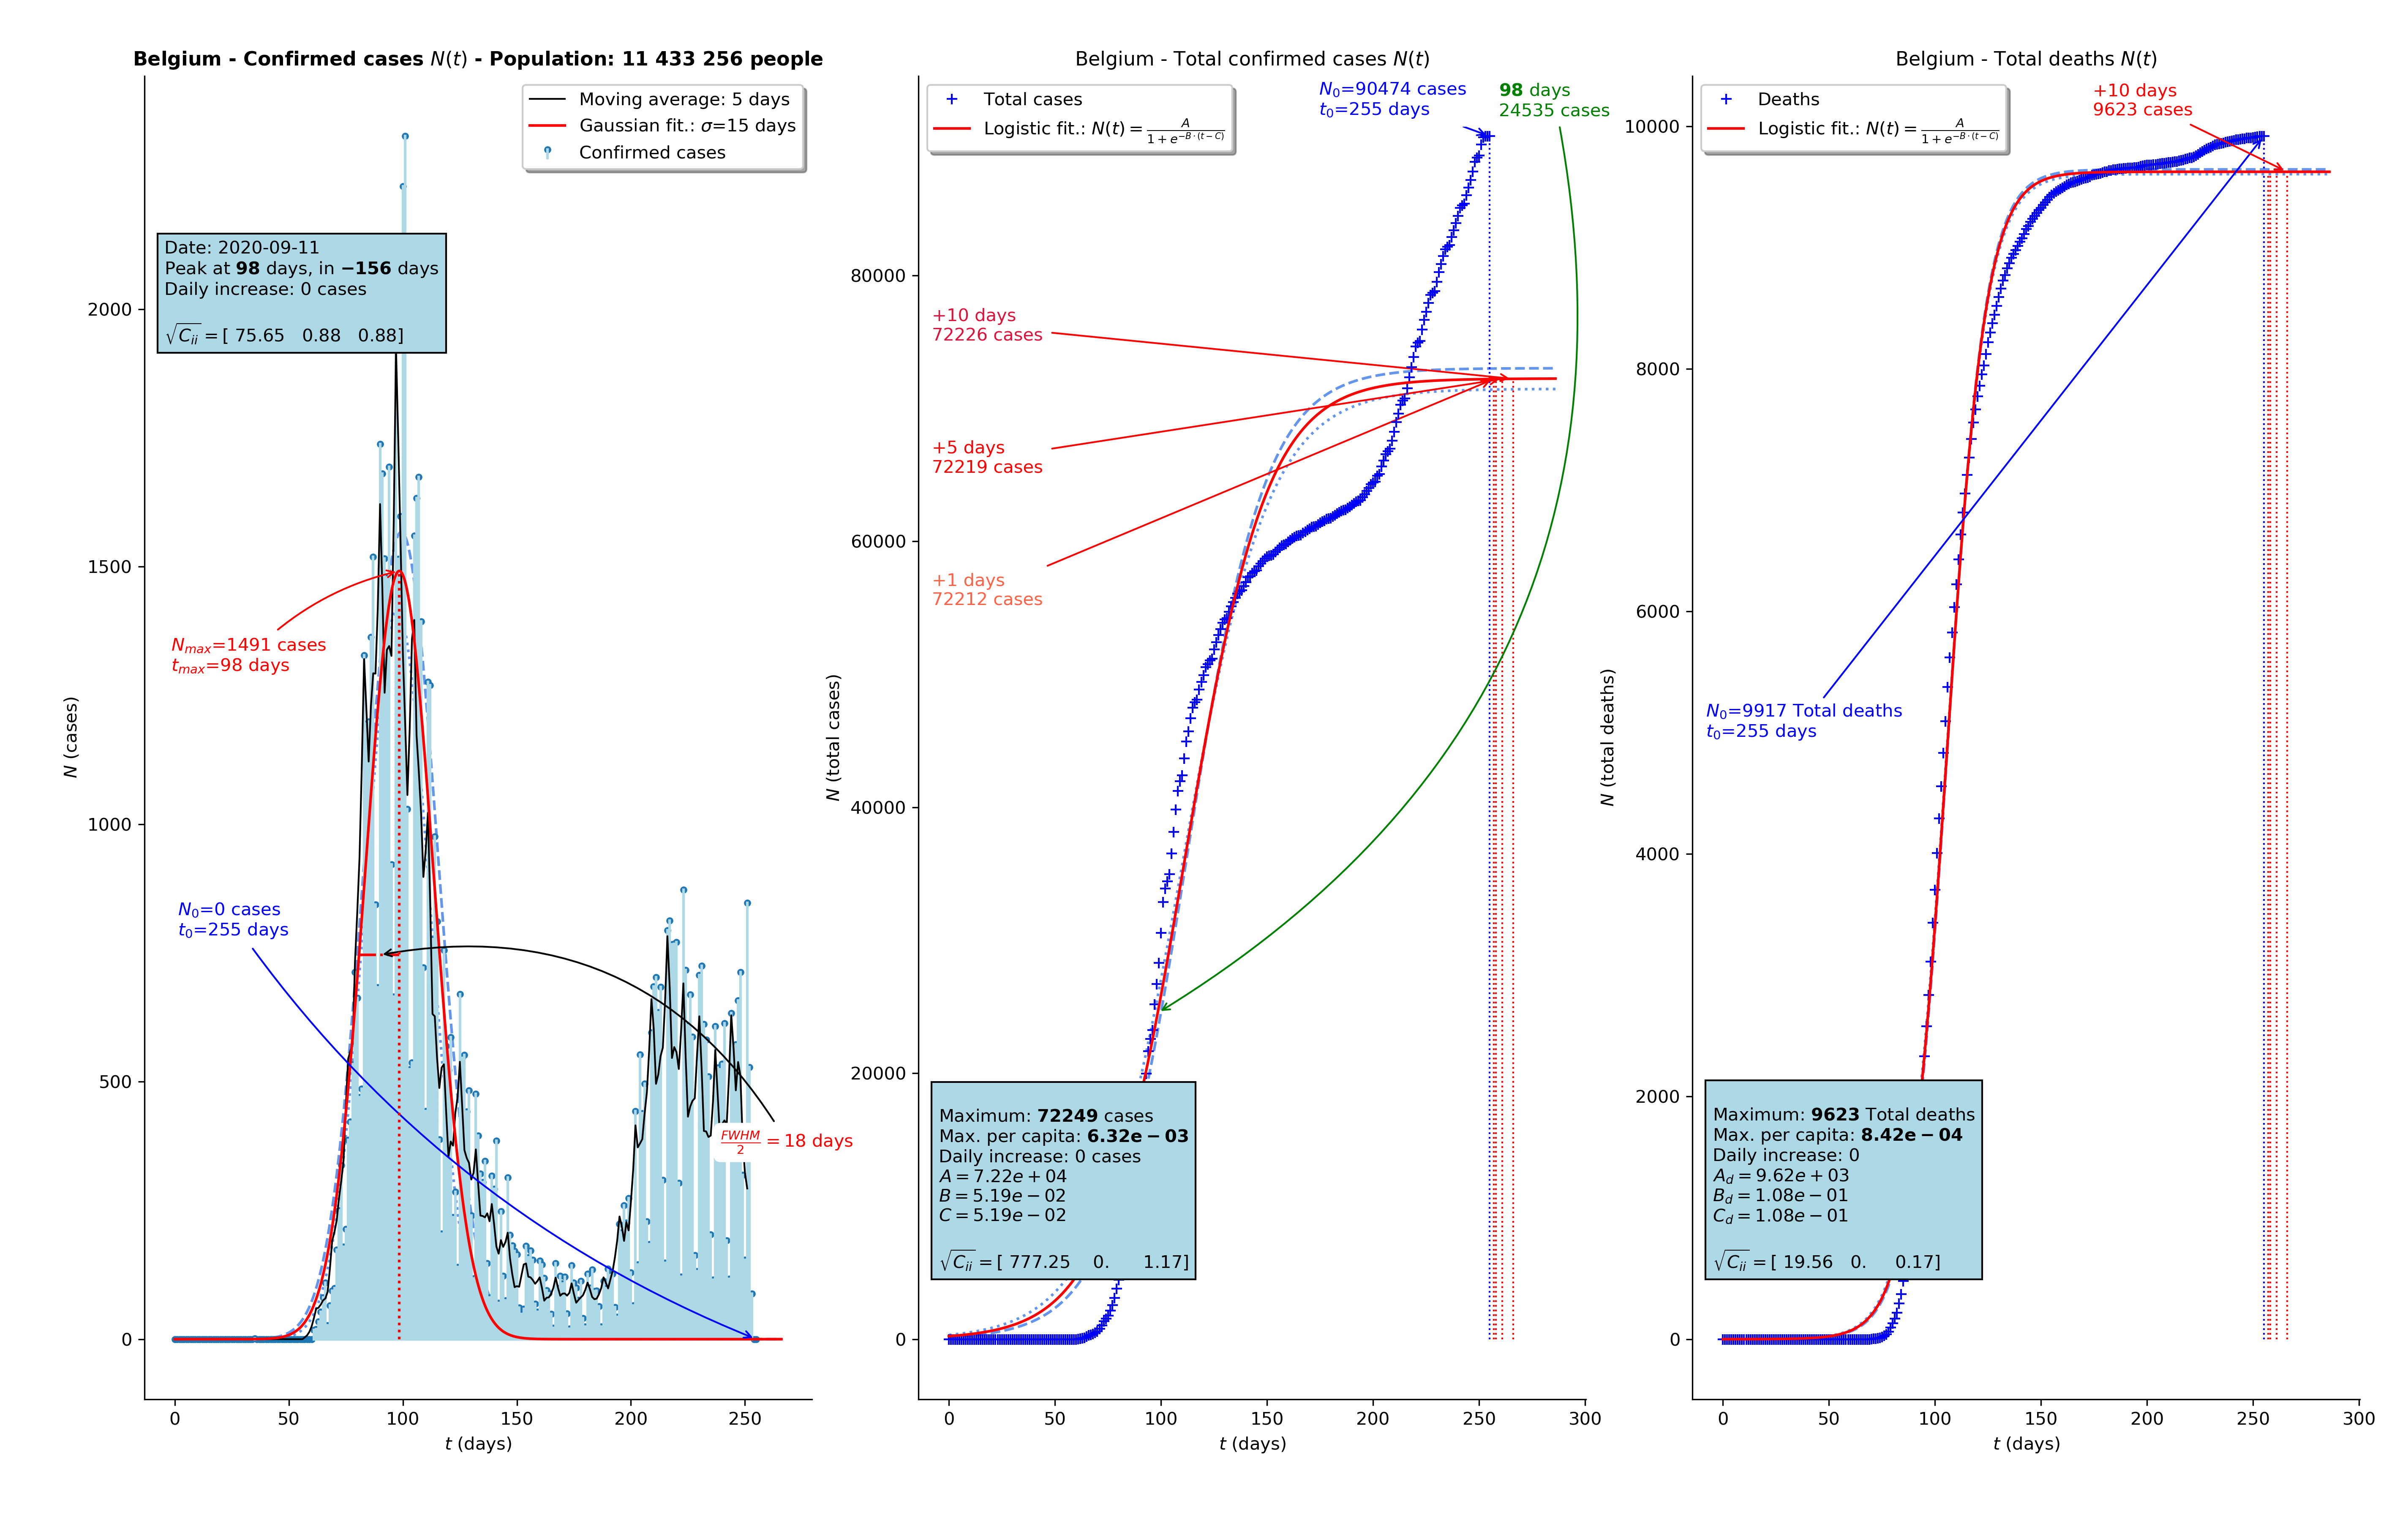 Belgium - Confirmed cases N(t) - Population: 11 433 256 people
Moving average: 5 days
Gaussian fit.: σ=15 days
Confirmed cases
Date: 2020-09-11
Peak at 98 days, in −156 days
Daily increase: 0 cases
√C_ii = [ 75.65 0.88 0.88]
N_max=1491 cases
t_max=98 days
N_0=0 cases
t_0=255 days
FWHM/2 = 18 days
N (cases)
2000
1500
1000
500
0
0 50 100 150 200 250
t (days)
Belgium - Total confirmed cases N(t)
Total cases
Logistic fit.: N(t) = A/(1 + e^{−B·(t−C)})
N_0=90474 cases
t_0=255 days
98 days
24535 cases
+10 days
72226 cases
+5 days
72219 cases
+1 days
72212 cases
Maximum: 72249 cases
Max. per capita: 6.32e − 03
Daily increase: 0 cases
A = 7.22e + 04
B = 5.19e − 02
C = 5.19e − 02
√C_ii = [ 777.25 0. 1.17]
N (total cases)
80000
60000
40000
20000
0
0 50 100 150 200 250 300
t (days)
Belgium - Total deaths N(t)
Deaths
Logistic fit.: N(t) = A/(1 + e^{−B·(t−C)})
+10 days
9623 cases
N_0=9917 Total deaths
t_0=255 days
Maximum: 9623 Total deaths
Max. per capita: 8.42e − 04
Daily increase: 0
A_d = 9.62e + 03
B_d = 1.08e − 01
C_d = 1.08e − 01
√C_ii = [ 19.56 0. 0.17]
N (total deaths)
10000
8000
6000
4000
2000
0
0 50 100 150 200 250 300
t (days)